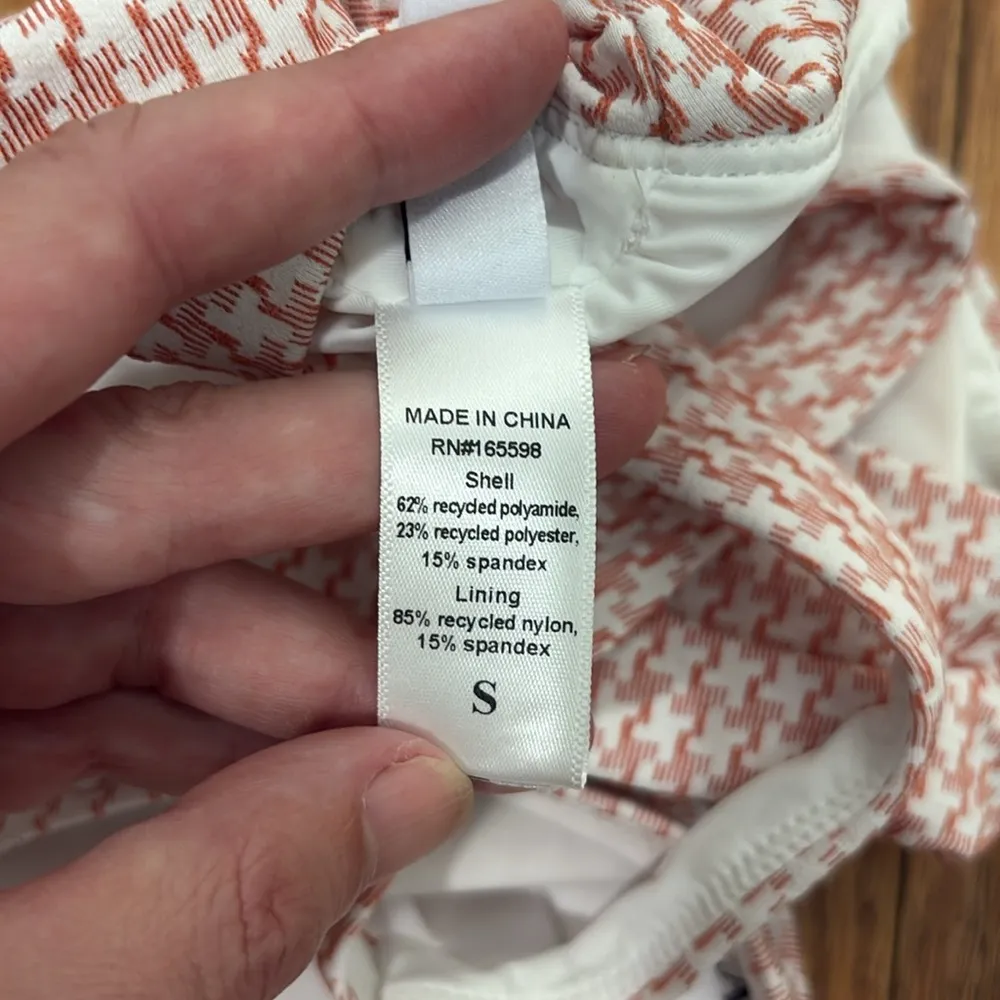 MADE IN CHINA
RN#165598
Shell
62% recycled polyamide,
23% recycled polyester,
15% spandex
Lining
85% recycled nylon,
15% spandex
S